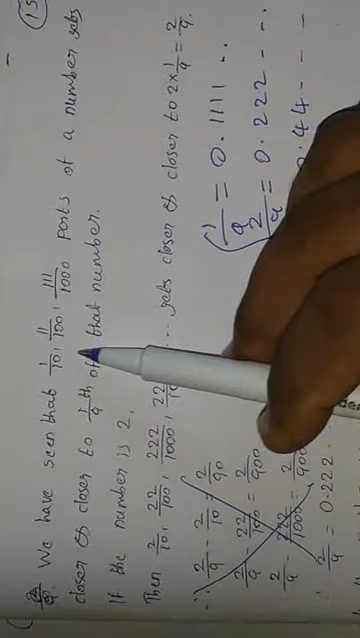 (15
We have seen that 1/10, 11/100, 111/1000 parts of a number gets
closer & closer to 1/9 th of that number.
If the number is 2.
Then 2/10, 22/100, 222/1000, ... gets closer & closer to 2 × 1/9 = 2/9.
∵ 2/9 - 2/10 = 2/90
2/9 - 22/100 = 2/900
2/9 - 222/1000 =
∴ 2/9 = 0.222
1/9 = 0.1111 ..
2/9 = 0.222 - - -
.44 - - -